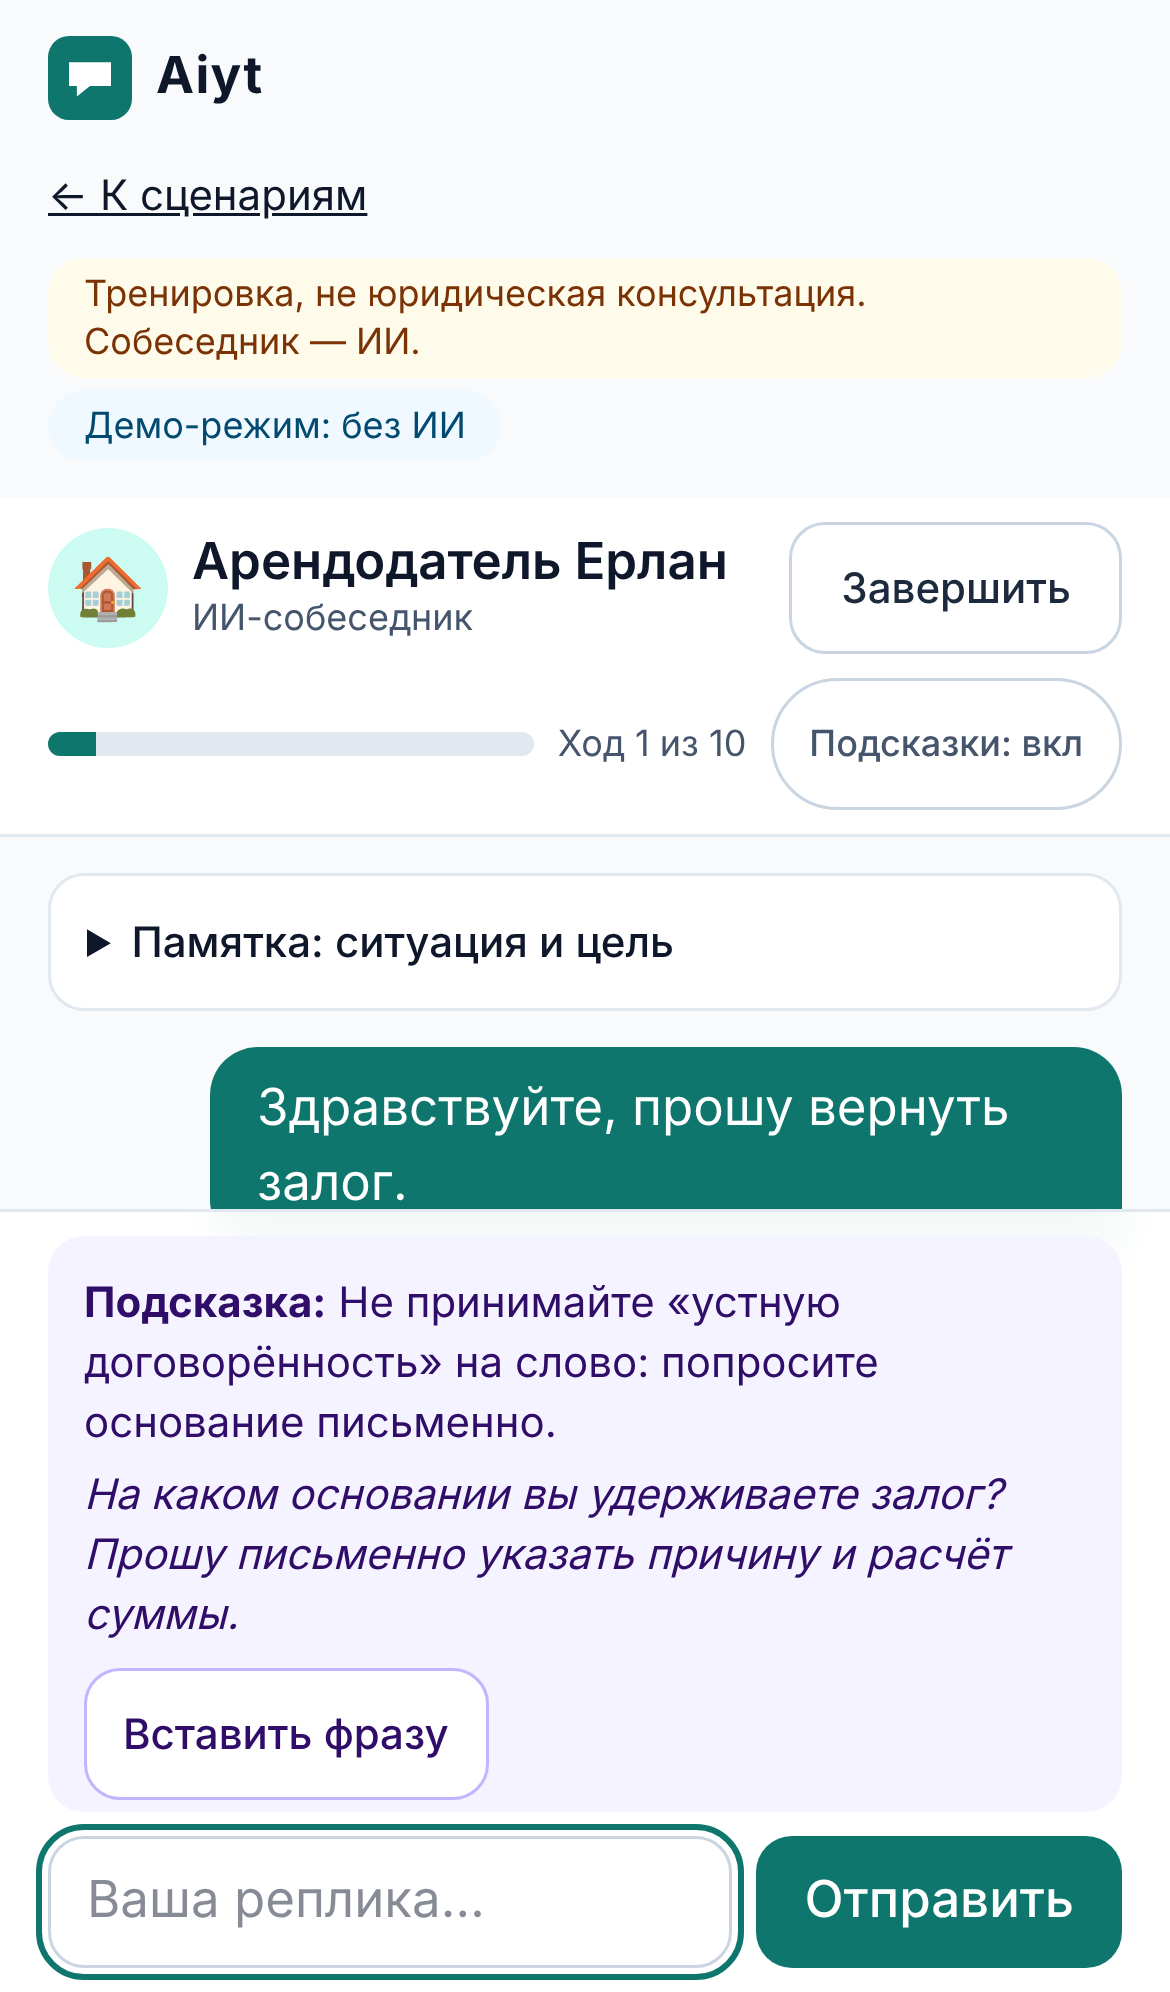 Aiyt
← К сценариям
Тренировка, не юридическая консультация.
Собеседник — ИИ.
Демо-режим: без ИИ
Арендодатель Ерлан
ИИ-собеседник
Завершить
Ход 1 из 10
Подсказки: вкл
▶ Памятка: ситуация и цель
Здравствуйте, прошу вернуть
залог.
Подсказка: Не принимайте «устную
договорённость» на слово: попросите
основание письменно.
На каком основании вы удерживаете залог?
Прошу письменно указать причину и расчёт
суммы.
Вставить фразу
Ваша реплика...
Отправить